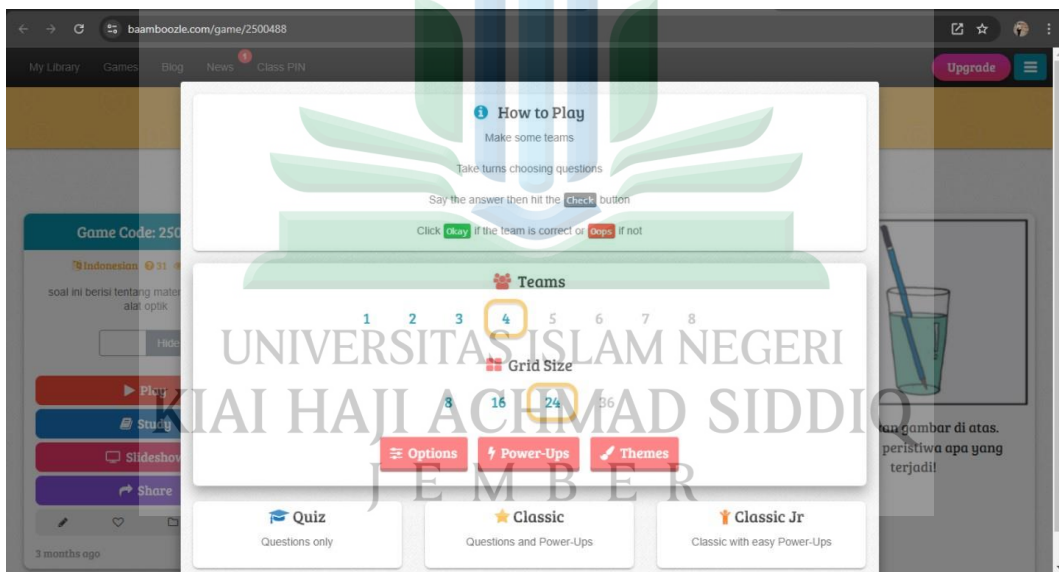 baamboozle.com/game/2500488
My Library Games Blog News 1 Class PIN Upgrade
How to Play
Make some teams
Take turns choosing questions
Say the answer then hit the Check button
Click Okay if the team is correct or Oops if not
Game Code: 250
Indonesian 31
soal ini berisi tentang mater
alat optik
Hide
Play
Study
Slideshow
Share
3 months ago
Teams
1 2 3 4 5 6 7 8
Grid Size
8 16 24 36
Options Power-Ups Themes
Quiz
Questions only
Classic
Questions and Power-Ups
Classic Jr
Classic with easy Power-Ups
tan gambar di atas.
peristiwa apa yang
terjadi!
UNIVERSITAS ISLAM NEGERI
KIAI HAJI ACHMAD SIDDIQ
JEMBER